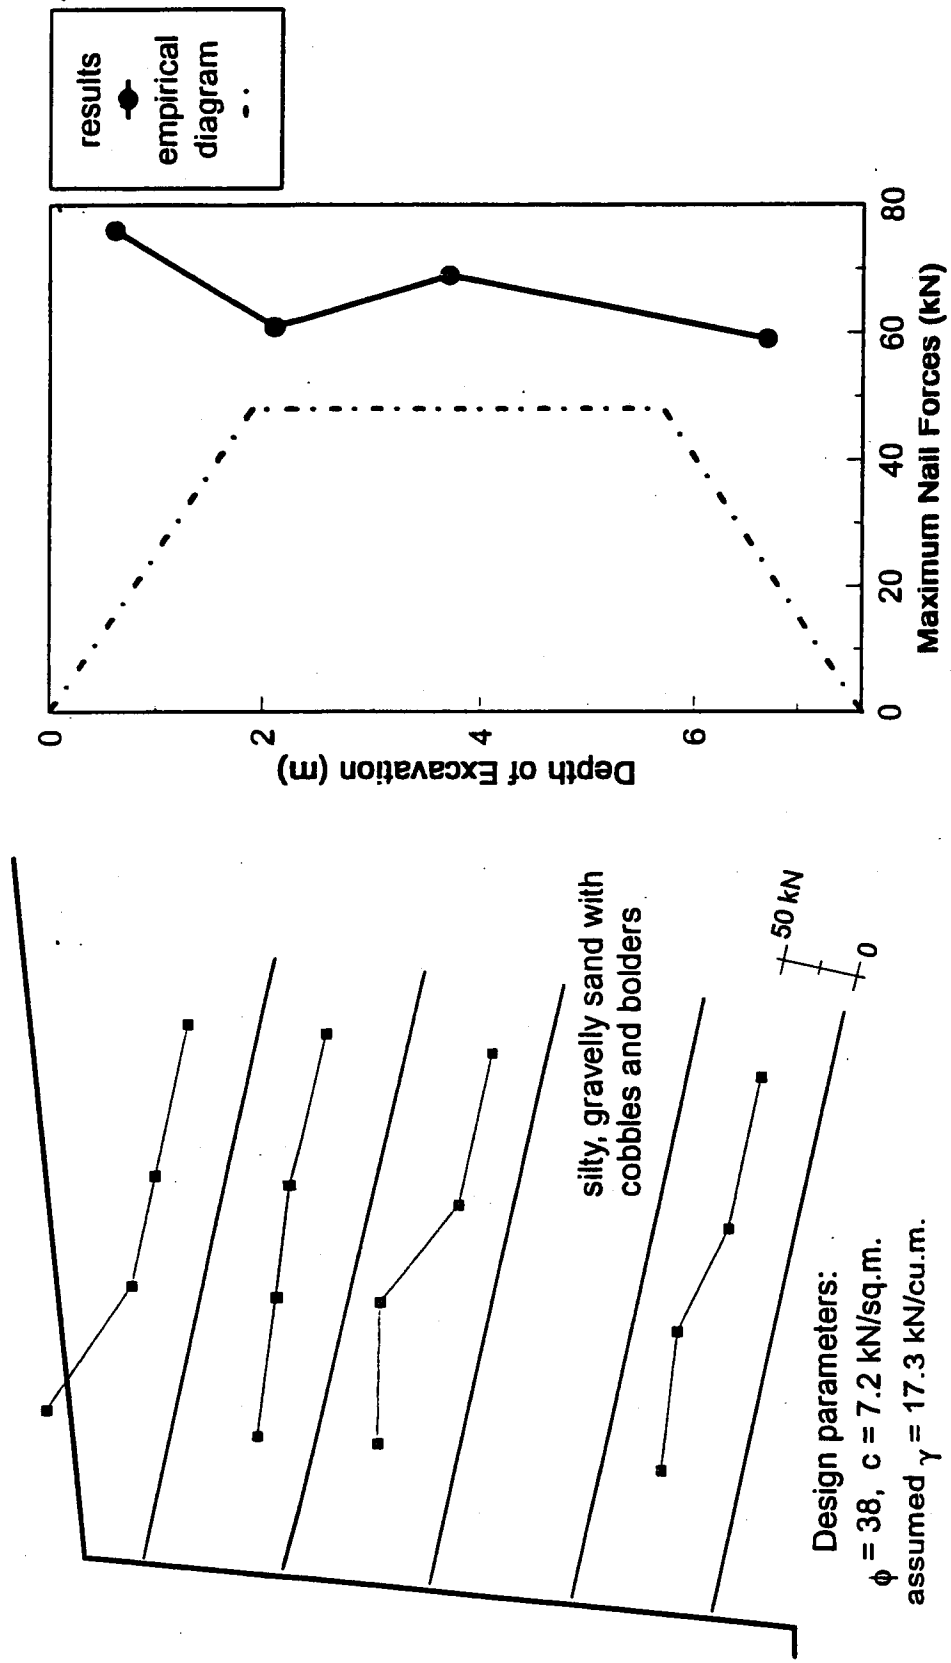 silty, gravelly sand with
cobbles and bolders
50 kN
0
Design parameters:
ϕ = 38, c = 7.2 kN/sq.m.
assumed γ = 17.3 kN/cu.m.
results
empirical
diagram
Depth of Excavation (m)
0
2
4
6
0
20
40
60
80
Maximum Nail Forces (kN)